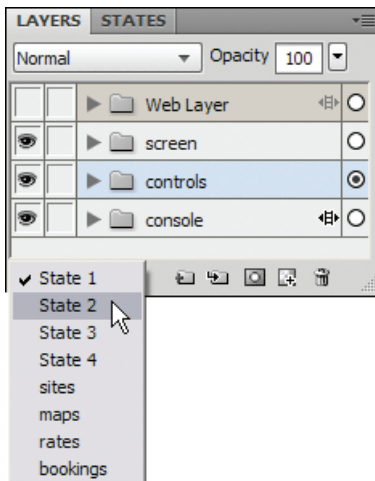 LAYERS STATES
Normal Opacity 100
Web Layer
screen
controls
console
State 1
State 2
State 3
State 4
sites
maps
rates
bookings